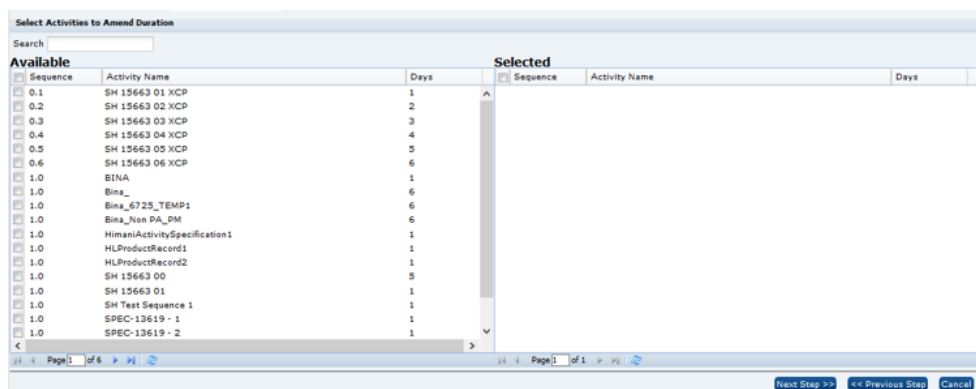 Select Activities to Amend Duration
Search
Available Selected
Sequence Activity Name Days Sequence Activity Name Days
0.1 SH 15663 01 XCP 1
0.2 SH 15663 02 XCP 2
0.3 SH 15663 03 XCP 3
0.4 SH 15663 04 XCP 4
0.5 SH 15663 05 XCP 5
0.6 SH 15663 06 XCP 6
1.0 BINA 1
1.0 Bina_ 6
1.0 Bina_6725_TEMP1 6
1.0 Bina_Non PA_PM 6
1.0 HimaniActivitySpecification1 1
1.0 HLProductRecord1 1
1.0 HLProductRecord2 1
1.0 SH 15663 00 5
1.0 SH 15663 01 1
1.0 SH Test Sequence 1 1
1.0 SPEC-13619 - 1 1
1.0 SPEC-13619 - 2 1
Page 1 of 6 Page 1 of 1
Next Step >> << Previous Step Cancel